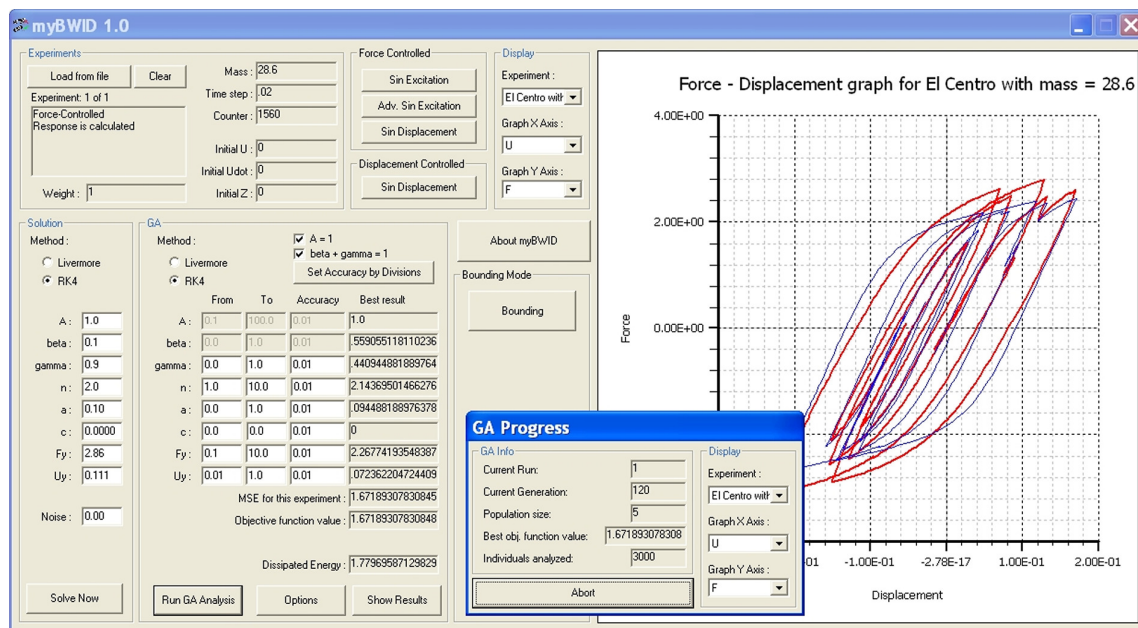 myBWID 1.0
Experiments
Load from file
Clear
Mass : 28.6
Time step : .02
Counter : 1560
Experiment: 1 of 1
Force-Controlled
Response is calculated
Initial U : 0
Initial Udot : 0
Initial Z : 0
Weight : 1
Force Controlled
Sin Excitation
Adv. Sin Excitation
Sin Displacement
Displacement Controlled
Sin Displacement
Display
Experiment :
El Centro with
Graph X Axis :
U
Graph Y Axis :
F
Solution
Method :
Livermore
RK4
A : 1.0
beta : 0.1
gamma : 0.9
n : 2.0
a : 0.10
c : 0.0000
Fy : 2.86
Uy : 0.111
Noise : 0.00
Solve Now
GA
Method :
Livermore
RK4
A = 1
beta + gamma = 1
Set Accuracy by Divisions
From To Accuracy Best result
A : 0.1 100.0 0.01 1.0
beta : 0.0 1.0 0.01 .559055118110236
gamma : 0.0 1.0 0.01 .440944881889764
n : 1.0 10.0 0.01 2.14369501466276
a : 0.0 1.0 0.01 .094488188976378
c : 0.0 0.0 0.01 0
Fy : 0.1 10.0 0.01 2.26774193548387
Uy : 0.01 1.0 0.01 .072362204724409
MSE for this experiment : 1.67189307830845
Objective function value : 1.67189307830848
Dissipated Energy : 1.77969587129829
Run GA Analysis
Options
Show Results
About myBWID
Bounding Mode
Bounding
GA Progress
GA Info
Current Run: 1
Current Generation: 120
Population size: 5
Best obj. function value: 1.671893078308
Individuals analyzed: 3000
Abort
Display
Experiment :
El Centro with
Graph X Axis :
U
Graph Y Axis :
F
Force - Displacement graph for El Centro with mass = 28.6
4.00E+00
2.00E+00
0.00E+00
Force
-1.00E-01 -2.78E-17 1.00E-01 2.00E-01
Displacement